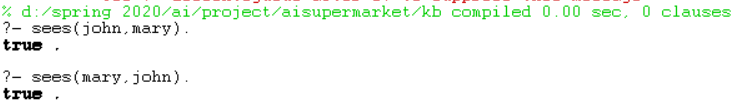 % d:/spring 2020/ai/project/aisupermarket/kb compiled 0.00 sec, 0 clauses
?- sees(john,mary).
true .
?- sees(mary,john).
true .